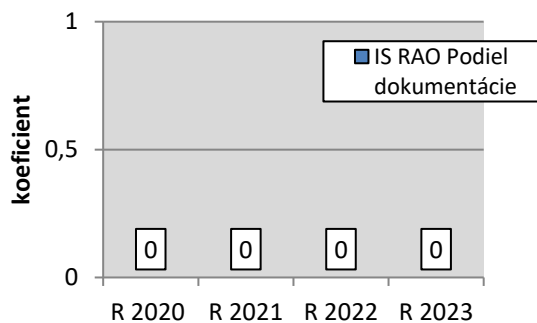 1
IS RAO Podiel
dokumentácie
koeficient
0,5
0 0 0 0
0
R 2020 R 2021 R 2022 R 2023